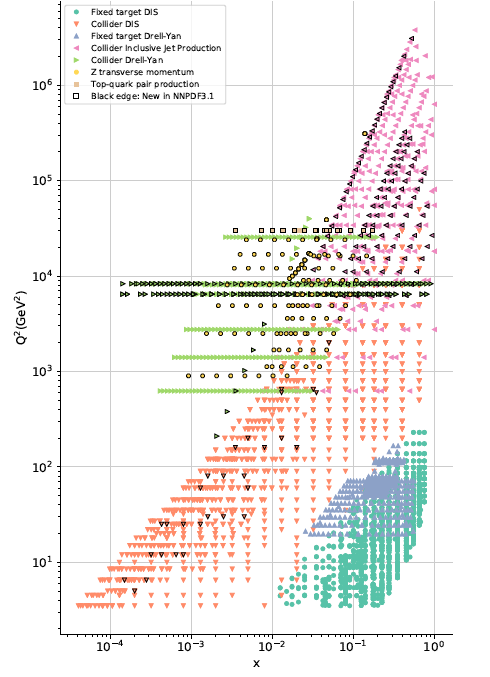 Fixed target DIS
Collider DIS
Fixed target Drell-Yan
Collider Inclusive Jet Production
Collider Drell-Yan
Z transverse momentum
Top-quark pair production
Black edge: New in NNPDF3.1
10⁶
10⁵
10⁴
10³
10²
10¹
Q²(GeV²)
10⁻⁴ 10⁻³ 10⁻² 10⁻¹ 10⁰
x